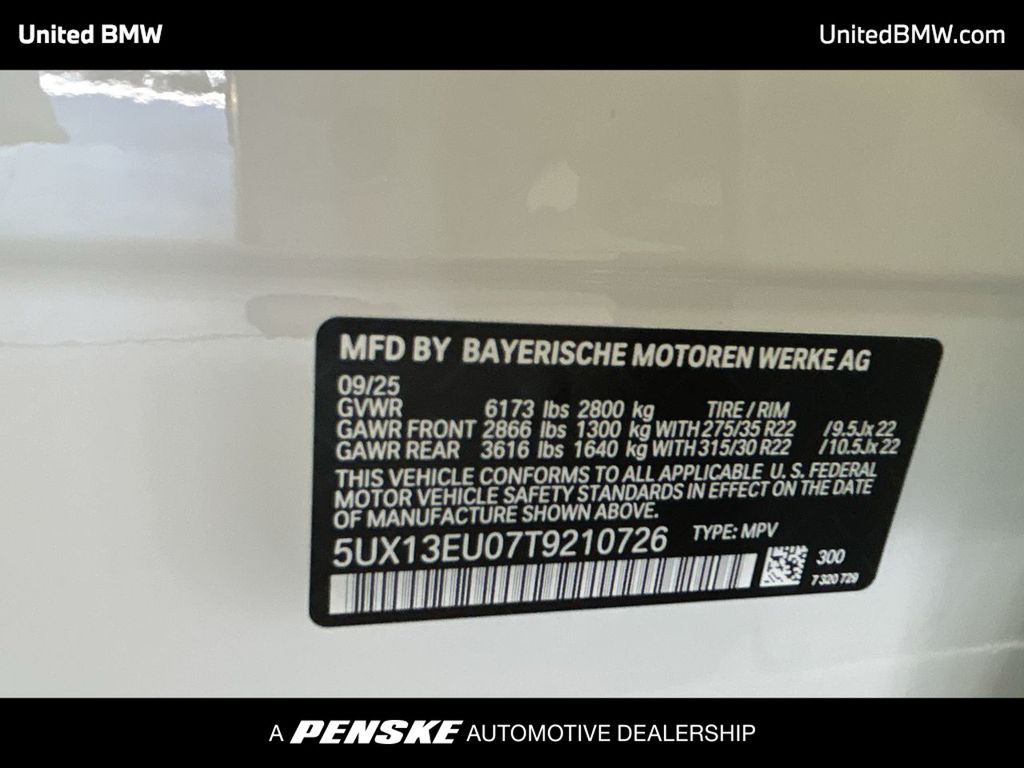 United BMW
UnitedBMW.com
MFD BY BAYERISCHE MOTOREN WERKE AG
09/25
GVWR 6173 lbs 2800 kg TIRE / RIM
GAWR FRONT 2866 lbs 1300 kg WITH 275/35 R22 /9.5Jx22
GAWR REAR 3616 lbs 1640 kg WITH 315/30 R22 /10.5Jx22
THIS VEHICLE CONFORMS TO ALL APPLICABLE U. S. FEDERAL
MOTOR VEHICLE SAFETY STANDARDS IN EFFECT ON THE DATE
OF MANUFACTURE SHOWN ABOVE.
5UX13EU07T9210726 TYPE: MPV
300
7 320 729
A PENSKE AUTOMOTIVE DEALERSHIP